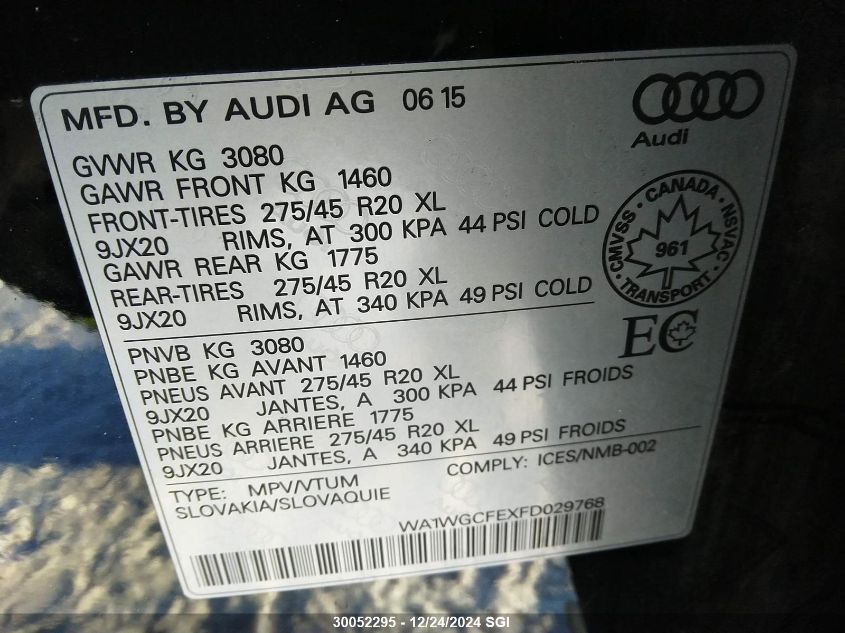 MFD. BY AUDI AG 06 15
Audi
GVWR KG 3080
GAWR FRONT KG 1460
FRONT-TIRES 275/45 R20 XL
9JX20 RIMS, AT 300 KPA 44 PSI COLD
GAWR REAR KG 1775
REAR-TIRES 275/45 R20 XL
9JX20 RIMS, AT 340 KPA 49 PSI COLD
CMVSS · CANADA · NSVAC
961
· TRANSPORT ·
EC
PNVB KG 3080
PNBE KG AVANT 1460
PNEUS AVANT 275/45 R20 XL
9JX20 JANTES, A 300 KPA 44 PSI FROIDS
PNBE KG ARRIERE 1775
PNEUS ARRIERE 275/45 R20 XL
9JX20 JANTES, A 340 KPA 49 PSI FROIDS
TYPE: MPV/VTUM COMPLY: ICES/NMB-002
SLOVAKIA/SLOVAQUIE
WA1WGCFEXFD029768
30052295 - 12/24/2024 SGI